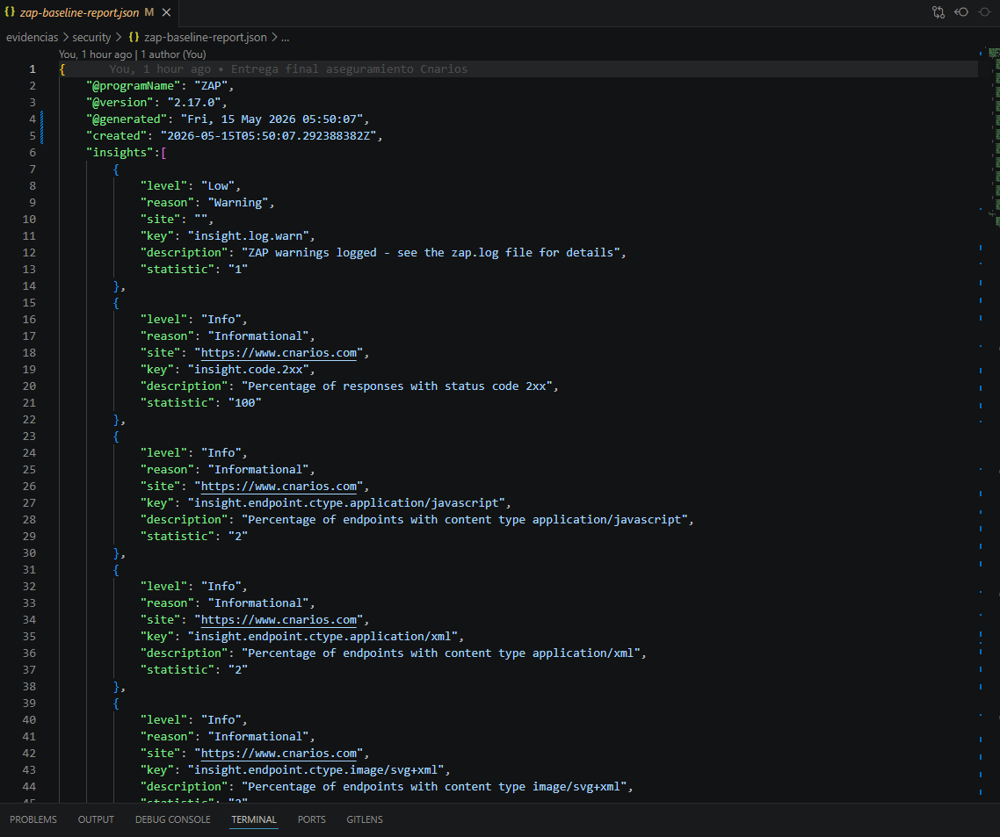 {} zap-baseline-report.json M ×
evidencias > security > {} zap-baseline-report.json > ...
You, 1 hour ago | 1 author (You)
1 { You, 1 hour ago • Entrega final aseguramiento Cnarios
2 "@programName": "ZAP",
3 "@version": "2.17.0",
4 "@generated": "Fri, 15 May 2026 05:50:07",
5 "created": "2026-05-15T05:50:07.292388382Z",
6 "insights":[
7 {
8 "level": "Low",
9 "reason": "Warning",
10 "site": "",
11 "key": "insight.log.warn",
12 "description": "ZAP warnings logged - see the zap.log file for details",
13 "statistic": "1"
14 },
15 {
16 "level": "Info",
17 "reason": "Informational",
18 "site": "https://www.cnarios.com",
19 "key": "insight.code.2xx",
20 "description": "Percentage of responses with status code 2xx",
21 "statistic": "100"
22 },
23 {
24 "level": "Info",
25 "reason": "Informational",
26 "site": "https://www.cnarios.com",
27 "key": "insight.endpoint.ctype.application/javascript",
28 "description": "Percentage of endpoints with content type application/javascript",
29 "statistic": "2"
30 },
31 {
32 "level": "Info",
33 "reason": "Informational",
34 "site": "https://www.cnarios.com",
35 "key": "insight.endpoint.ctype.application/xml",
36 "description": "Percentage of endpoints with content type application/xml",
37 "statistic": "2"
38 },
39 {
40 "level": "Info",
41 "reason": "Informational",
42 "site": "https://www.cnarios.com",
43 "key": "insight.endpoint.ctype.image/svg+xml",
44 "description": "Percentage of endpoints with content type image/svg+xml",
45 "statistic":
PROBLEMS OUTPUT DEBUG CONSOLE TERMINAL PORTS GITLENS